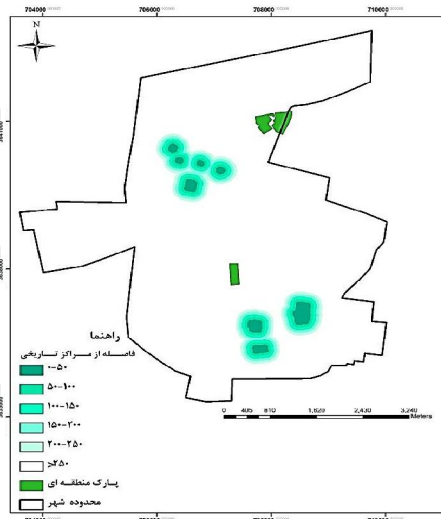 704000 706000 708000 710000
N
راهنما
فاصله از مراکز تاریخی
۰-۵۰
۵۰-۱۰۰
۱۰۰-۱۵۰
۱۵۰-۲۰۰
۲۰۰-۲۵۰
>۲۵۰
پارک منطقه ای
محدوده شهر
0 405 810 1,620 2,430 3,240
Meters